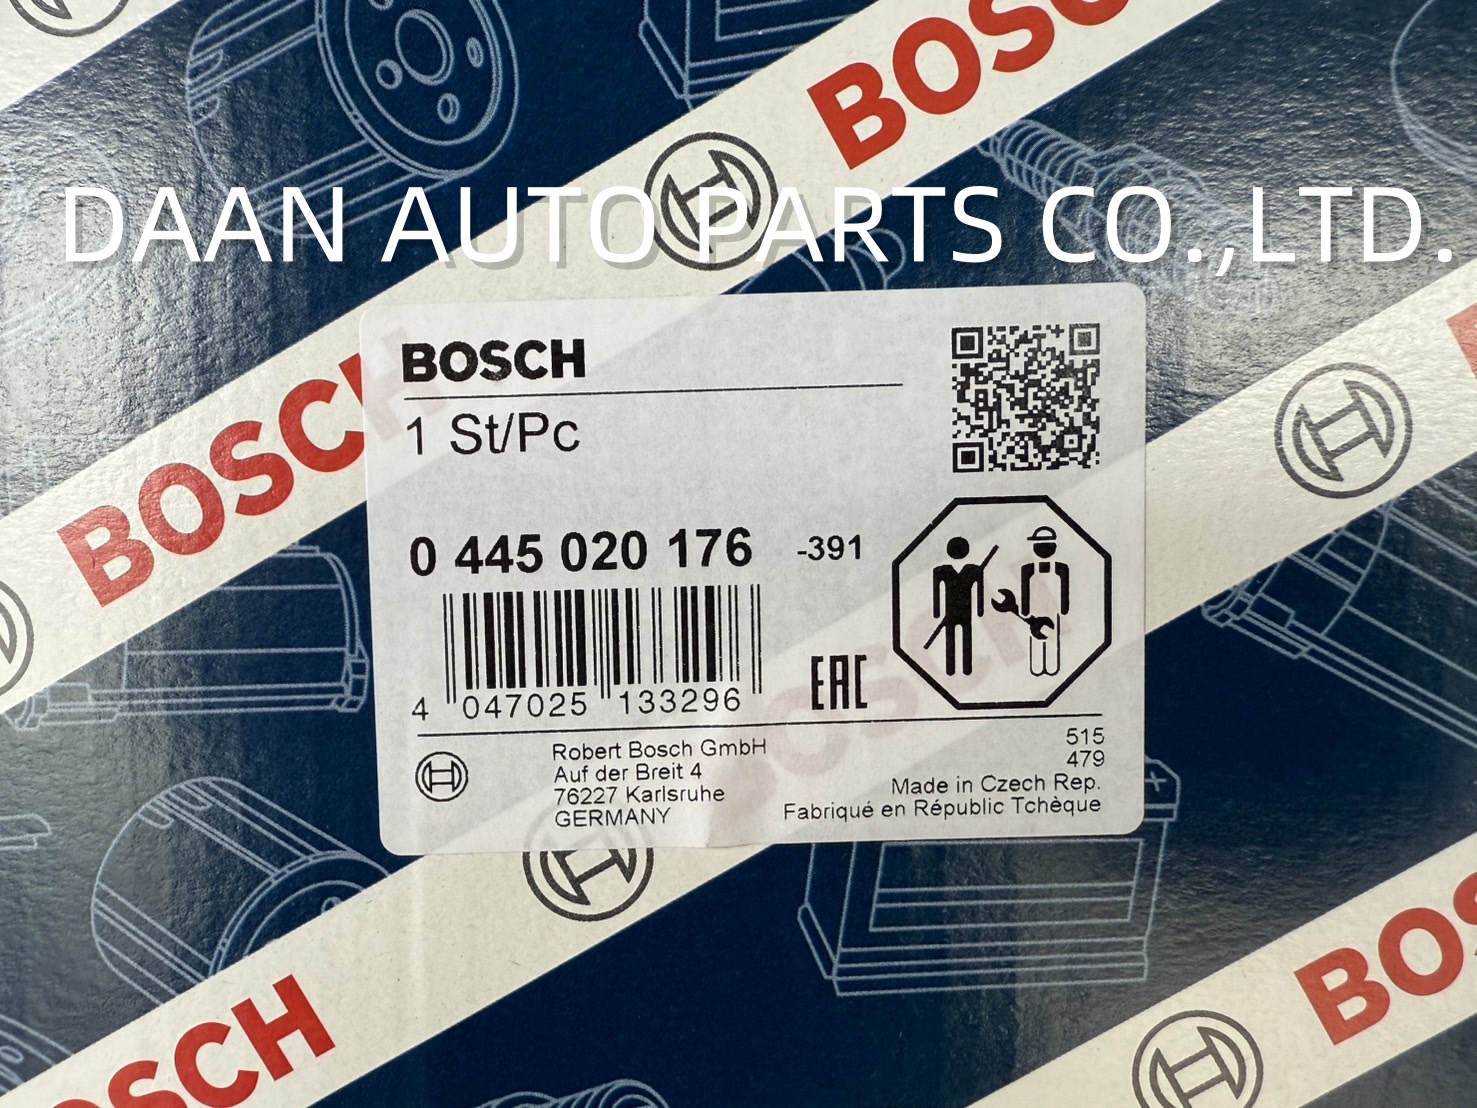 BOSCH
DAAN AUTO PARTS CO.,LTD.
BOSCH
BOSCH
1 St/Pc
0 445 020 176 -391
4 047025 133296
EAC
Robert Bosch GmbH
Auf der Breit 4
76227 Karlsruhe
GERMANY
515
479
Made in Czech Rep.
Fabriqué en République Tchèque
BOSCH
BOS